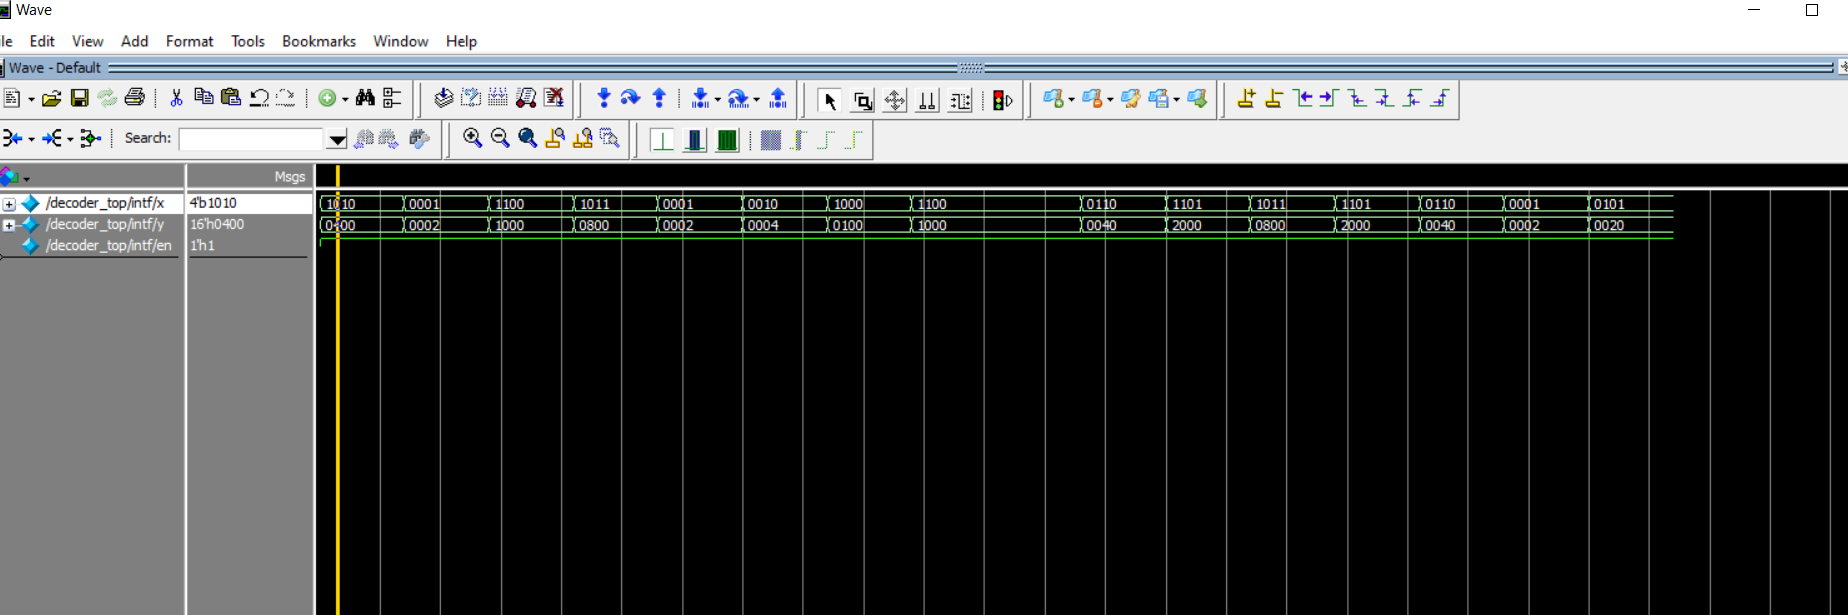 Wave
ile Edit View Add Format Tools Bookmarks Window Help
Wave - Default
Search:
Msgs
/decoder_top/intf/x 4'b1010 1010 0001 1100 1011 0001 0010 1000 1100 0110 1101 1011 1101 0110 0001 0101
/decoder_top/intf/y 16'h0400 0400 0002 1000 0800 0002 0004 0100 1000 0040 2000 0800 2000 0040 0002 0020
/decoder_top/intf/en 1'h1